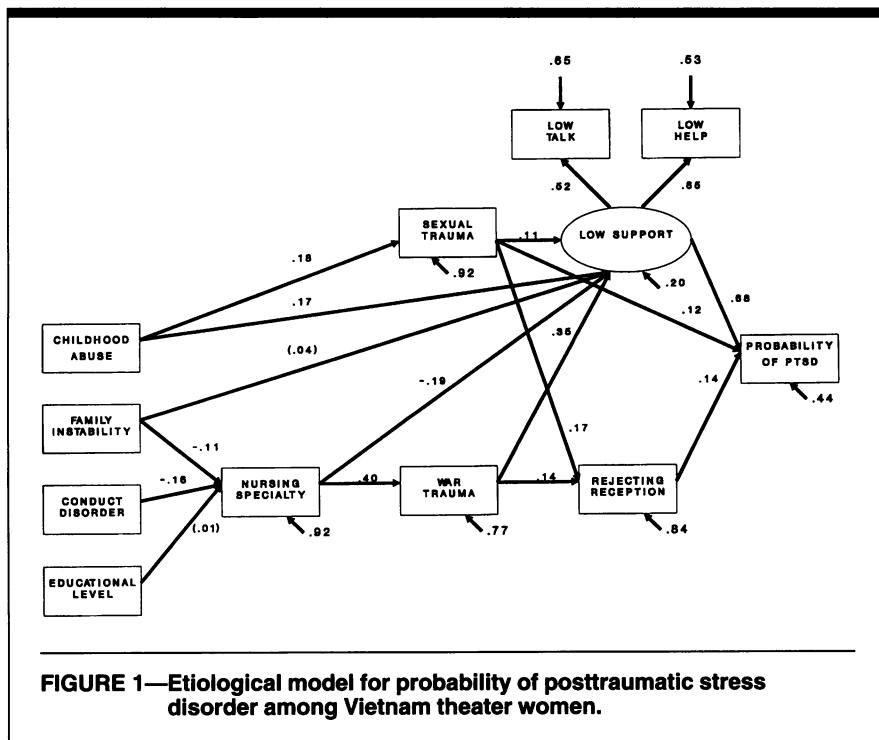 .65
.53
LOW
TALK
LOW
HELP
.52
.65
SEXUAL
TRAUMA
.11
LOW SUPPORT
.92
.20
.18
.17
.12
.68
CHILDHOOD
ABUSE
(.04)
.35
PROBABILITY
OF PTSD
-.19
.14
.44
FAMILY
INSTABILITY
-.11
.17
-.16
NURSING
SPECIALTY
.40
WAR
TRAUMA
.14
REJECTING
RECEPTION
CONDUCT
DISORDER
(.01)
.92
.77
.84
EDUCATIONAL
LEVEL
FIGURE 1—Etiological model for probability of posttraumatic stress
disorder among Vietnam theater women.